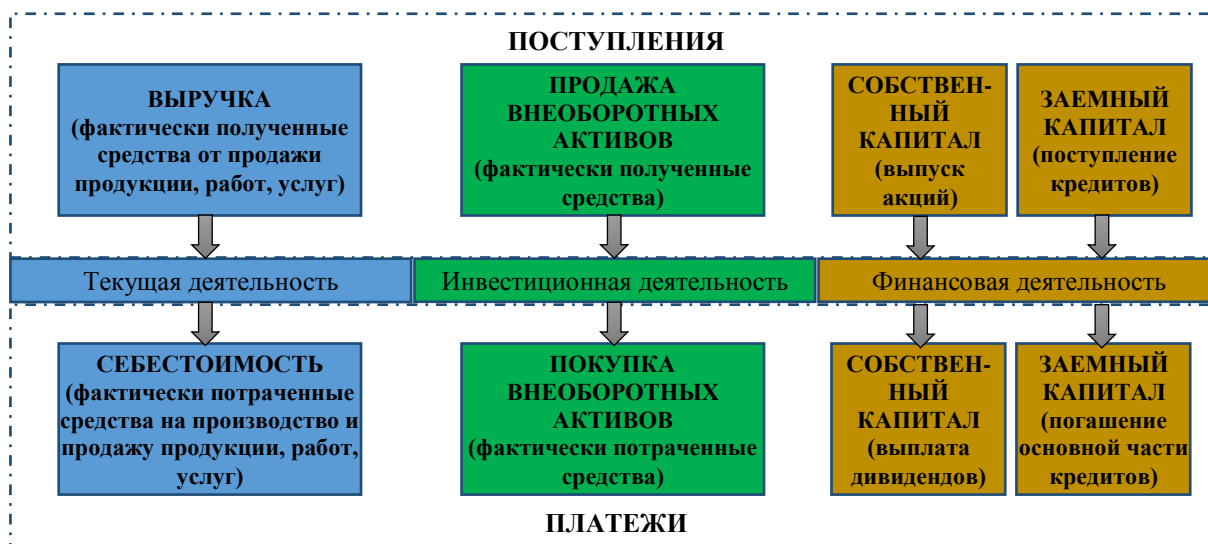 ПОСТУПЛЕНИЯ
ВЫРУЧКА
(фактически полученные
средства от продажи
продукции, работ, услуг)
ПРОДАЖА
ВНЕОБОРОТНЫХ
АКТИВОВ
(фактически полученные
средства)
СОБСТВЕН-
НЫЙ
КАПИТАЛ
(выпуск
акций)
ЗАЕМНЫЙ
КАПИТАЛ
(поступление
кредитов)
Текущая деятельность
Инвестиционная деятельность
Финансовая деятельность
СЕБЕСТОИМОСТЬ
(фактически потраченные
средства на производство и
продажу продукции, работ,
услуг)
ПОКУПКА
ВНЕОБОРОТНЫХ
АКТИВОВ
(фактически потраченные
средства)
СОБСТВЕН-
НЫЙ
КАПИТАЛ
(выплата
дивидендов)
ЗАЕМНЫЙ
КАПИТАЛ
(погашение
основной части
кредитов)
ПЛАТЕЖИ